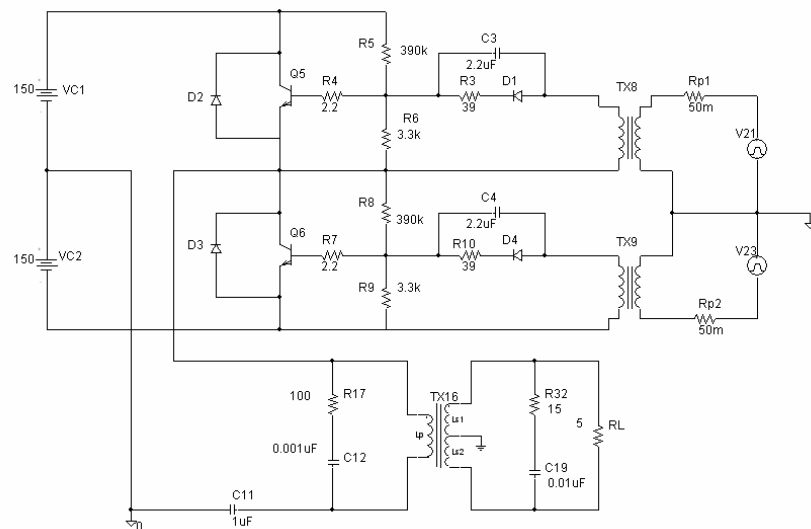 C3
R5
390k
2.2uF
Q5
R4
R3
D1
TX8
Rp1
150
VC1
D2
2.2
39
50m
R6
3.3k
V21
R8
C4
390k
2.2uF
Q6
R7
R10
D4
TX9
D3
2.2
39
V23
150
VC2
R9
3.3k
Rp2
50m
TX16
100
R17
R32
15
Ls1
5
RL
Lp
Ls2
0.001uF
C12
C19
0.01uF
C11
1uF
0